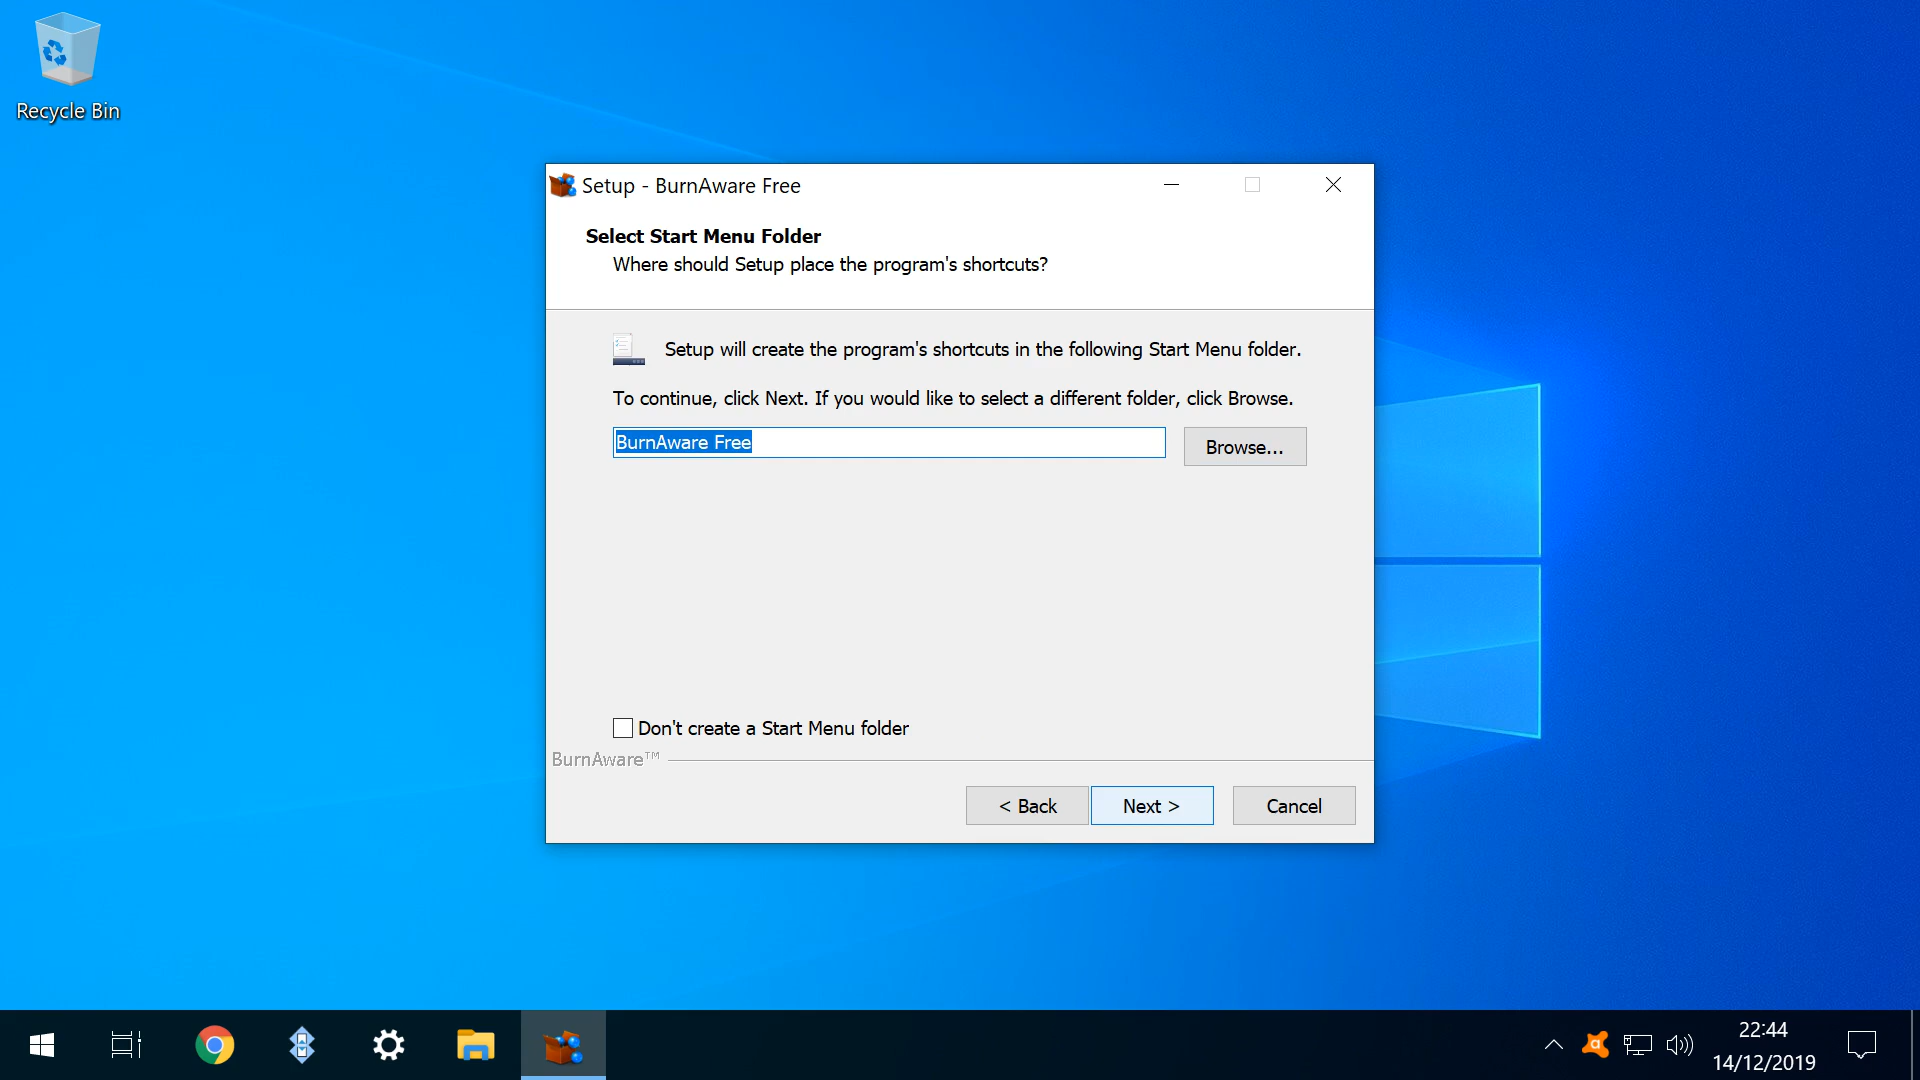 Recycle Bin
Setup - BurnAware Free
Select Start Menu Folder
Where should Setup place the program's shortcuts?
Setup will create the program's shortcuts in the following Start Menu folder.
To continue, click Next. If you would like to select a different folder, click Browse.
BurnAware Free
Browse...
Don't create a Start Menu folder
BurnAware™
< Back
Next >
Cancel
22:44
14/12/2019